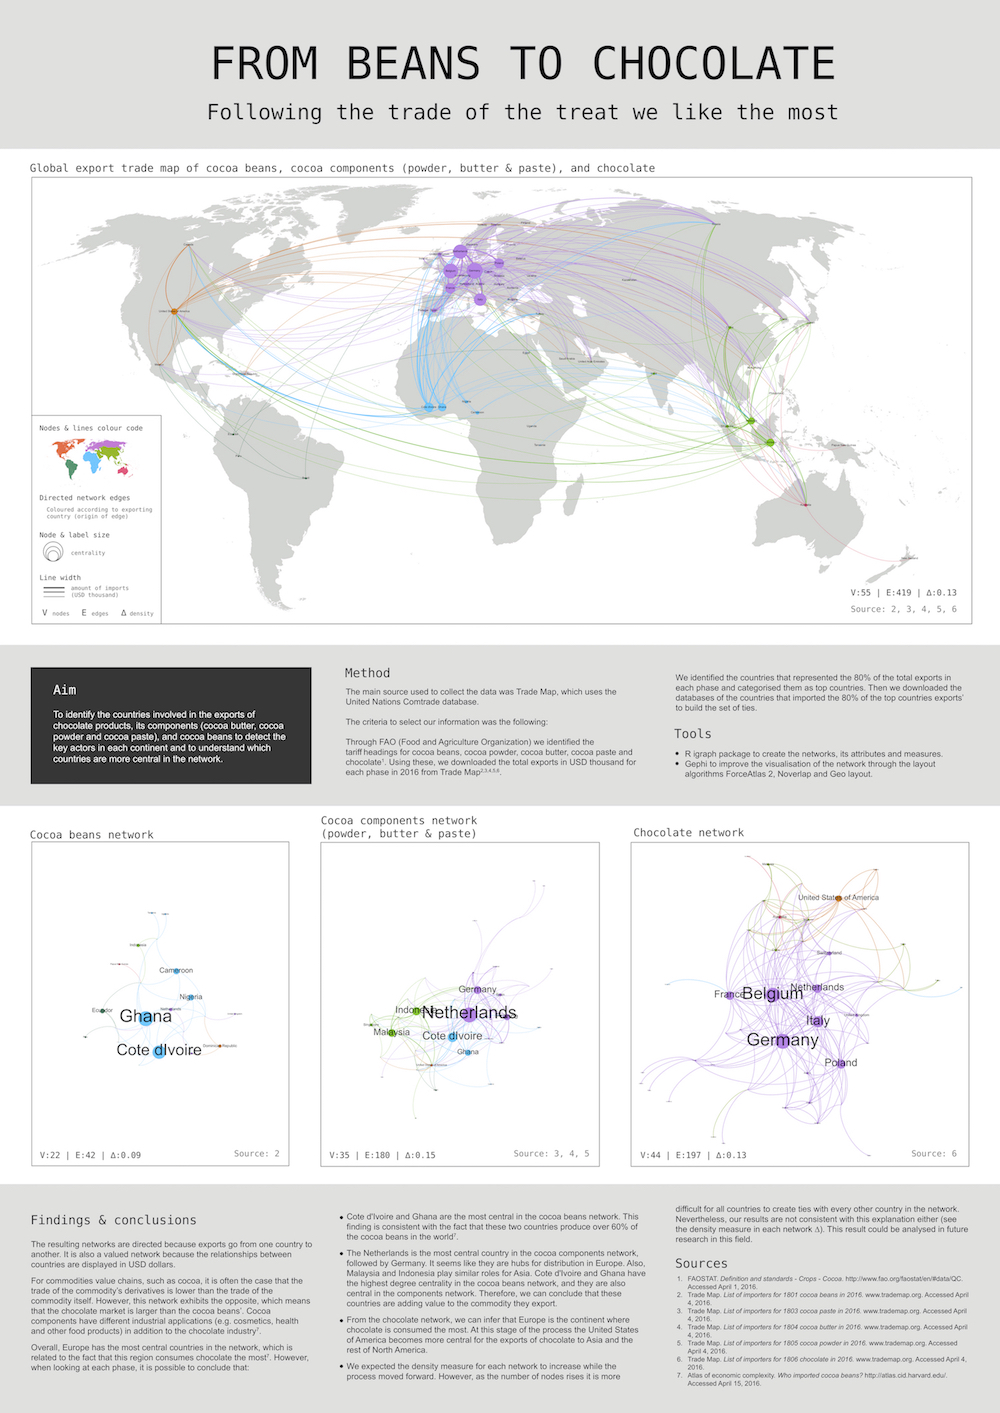 FROM BEANS TO CHOCOLATE
Following the trade of the treat we like the most
Global export trade map of cocoa beans, cocoa components (powder, butter & paste), and chocolate
Nodes & lines colour code
Directed network edges
Coloured according to exporting
country (origin of edge)
Node & label size
centrality
Line width
amount of imports
(USD thousand)
V nodes E edges Δ density
V:55 | E:419 | Δ:0.13
Source: 2, 3, 4, 5, 6
Aim
To identify the countries involved in the exports of
chocolate products, its components (cocoa butter, cocoa
powder and cocoa paste), and cocoa beans to detect the
key actors in each continent and to understand which
countries are more central in the network.
Method
The main source used to collect the data was Trade Map, which uses the
United Nations Comtrade database.
The criteria to select our information was the following:
Through FAO (Food and Agriculture Organization) we identified the
tariff headings for cocoa beans, cocoa powder, cocoa butter, cocoa paste and
chocolate1. Using these, we downloaded the total exports in USD thousand for
each phase in 2016 from Trade Map2,3,4,5,6.
We identified the countries that represented the 80% of the total exports in
each phase and categorised them as top countries. Then we downloaded the
databases of the countries that imported the 80% of the top countries exports'
to build the set of ties.
Tools
• R igraph package to create the networks, its attributes and measures.
• Gephi to improve the visualisation of the network through the layout
algorithms ForceAtlas 2, Noverlap and Geo layout.
Cocoa beans network
Cameroon
Nigeria
Ecuador
Ghana
Cote dIvoire
Dominican Republic
V:22 | E:42 | Δ:0.09
Source: 2
Cocoa components network
(powder, butter & paste)
Germany
Netherlands
Malaysia
Cote dIvoire
Ghana
V:35 | E:180 | Δ:0.15
Source: 3, 4, 5
Chocolate network
United States of America
Switzerland
France
Belgium
Netherlands
Italy
Germany
Poland
V:44 | E:197 | Δ:0.13
Source: 6
Findings & conclusions
The resulting networks are directed because exports go from one country to
another. It is also a valued network because the relationships between
countries are displayed in USD dollars.
For commodities value chains, such as cocoa, it is often the case that the
trade of the commodity's derivatives is lower than the trade of the
commodity itself. However, this network exhibits the opposite, which means
that the chocolate market is larger than the cocoa beans'. Cocoa
components have different industrial applications (e.g. cosmetics, health
and other food products) in addition to the chocolate industry7.
Overall, Europe has the most central countries in the network, which is
related to the fact that this region consumes chocolate the most7. However,
when looking at each phase, it is possible to conclude that:
• Cote d'Ivoire and Ghana are the most central in the cocoa beans network. This
finding is consistent with the fact that these two countries produce over 60% of
the cocoa beans in the world7.
• The Netherlands is the most central country in the cocoa components network,
followed by Germany. It seems like they are hubs for distribution in Europe. Also,
Malaysia and Indonesia play similar roles for Asia. Cote d'Ivoire and Ghana have
the highest degree centrality in the cocoa beans network, and they are also
central in the components network. Therefore, we can conclude that these
countries are adding value to the commodity they export.
• From the chocolate network, we can infer that Europe is the continent where
chocolate is consumed the most. At this stage of the process the United States
of America becomes more central for the exports of chocolate to Asia and the
rest of North America.
• We expected the density measure for each network to increase while the
process moved forward. However, as the number of nodes rises it is more
difficult for all countries to create ties with every other country in the network.
Nevertheless, our results are not consistent with this explanation either (see
the density measure in each network Δ). This result could be analysed in future
research in this field.
Sources
1. FAOSTAT. Definition and standards - Crops - Cocoa. http://www.fao.org/faostat/en/#data/QC.
Accessed April 1, 2016.
2. Trade Map. List of importers for 1801 cocoa beans in 2016. www.trademap.org. Accessed April
4, 2016.
3. Trade Map. List of importers for 1803 cocoa paste in 2016. www.trademap.org. Accessed April
4, 2016.
4. Trade Map. List of importers for 1804 cocoa butter in 2016. www.trademap.org. Accessed April
4, 2016.
5. Trade Map. List of importers for 1805 cocoa powder in 2016. www.trademap.org. Accessed
April 4, 2016.
6. Trade Map. List of importers for 1806 chocolate in 2016. www.trademap.org. Accessed April 4,
2016.
7. Atlas of economic complexity. Who imported cocoa beans? http://atlas.cid.harvard.edu/.
Accessed April 15, 2016.